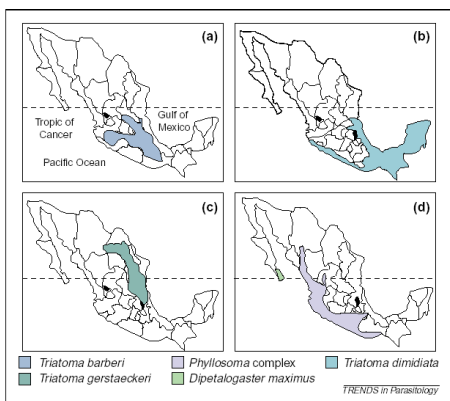 (a)
Tropic of
Cancer
Gulf of
Mexico
Pacific Ocean
(b)
(c)
(d)
Triatoma barberi
Phyllosoma complex
Triatoma dimidiata
Triatoma gerstaeckeri
Dipetalogaster maximus
TRENDS in Parasitology